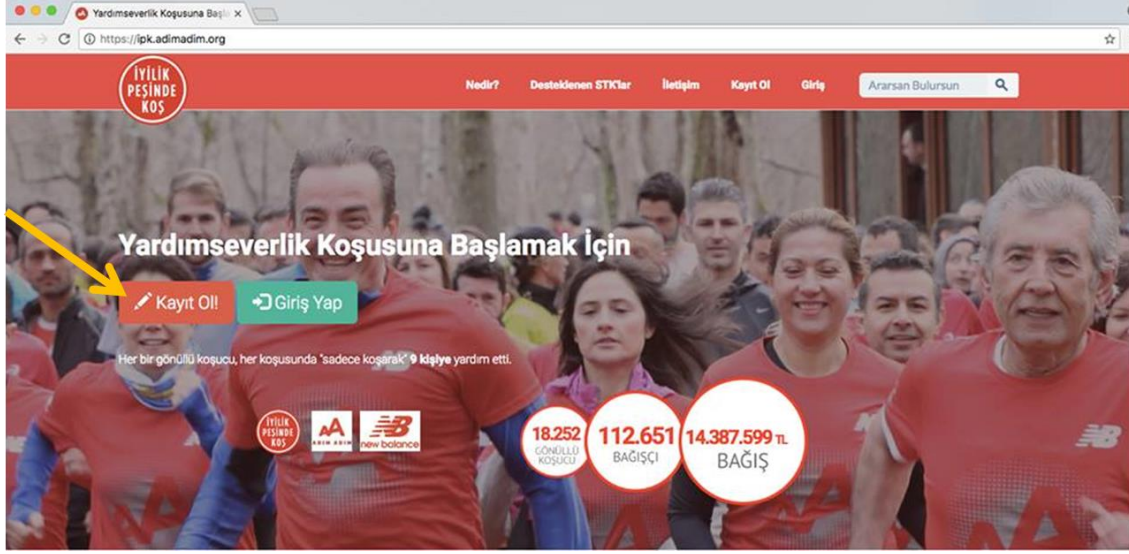 Yardımseverlik Koşusuna Başla
https://ipk.adimadim.org
İYİLİK
PEŞİNDE
KOŞ
Nedir? Desteklenen STK'lar İletişim Kayıt Ol Giriş Ararsan Bulursun
Yardımseverlik Koşusuna Başlamak İçin
Kayıt Ol! Giriş Yap
Her bir gönüllü koşucu, her koşusunda "sadece koşarak" 9 kişiye yardım etti.
İYİLİK
PEŞİNDE
KOŞ
AA
ADIM ADIM
NB
new balance
18.252
GÖNÜLLÜ
KOŞUCU
112.651
BAĞIŞÇI
14.387.599 TL
BAĞIŞ